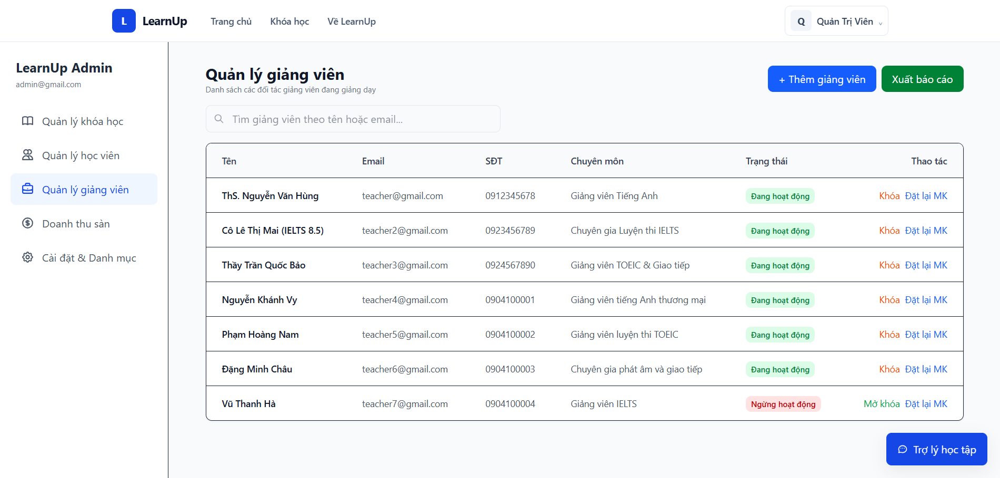 L LearnUp Trang chủ Khóa học Về LearnUp Q Quản Trị Viên
LearnUp Admin
admin@gmail.com
Quản lý khóa học
Quản lý học viên
Quản lý giảng viên
Doanh thu sàn
Cài đặt & Danh mục
Quản lý giảng viên
Danh sách các đối tác giảng viên đang giảng dạy
+ Thêm giảng viên Xuất báo cáo
Tìm giảng viên theo tên hoặc email...
Tên Email SĐT Chuyên môn Trạng thái Thao tác
ThS. Nguyễn Văn Hùng teacher@gmail.com 0912345678 Giảng viên Tiếng Anh Đang hoạt động Khóa Đặt lại MK
Cô Lê Thị Mai (IELTS 8.5) teacher2@gmail.com 0923456789 Chuyên gia Luyện thi IELTS Đang hoạt động Khóa Đặt lại MK
Thầy Trần Quốc Bảo teacher3@gmail.com 0924567890 Giảng viên TOEIC & Giao tiếp Đang hoạt động Khóa Đặt lại MK
Nguyễn Khánh Vy teacher4@gmail.com 0904100001 Giảng viên tiếng Anh thương mại Đang hoạt động Khóa Đặt lại MK
Phạm Hoàng Nam teacher5@gmail.com 0904100002 Giảng viên luyện thi TOEIC Đang hoạt động Khóa Đặt lại MK
Đặng Minh Châu teacher6@gmail.com 0904100003 Chuyên gia phát âm và giao tiếp Đang hoạt động Khóa Đặt lại MK
Vũ Thanh Hà teacher7@gmail.com 0904100004 Giảng viên IELTS Ngừng hoạt động Mở khóa Đặt lại MK
Trợ lý học tập